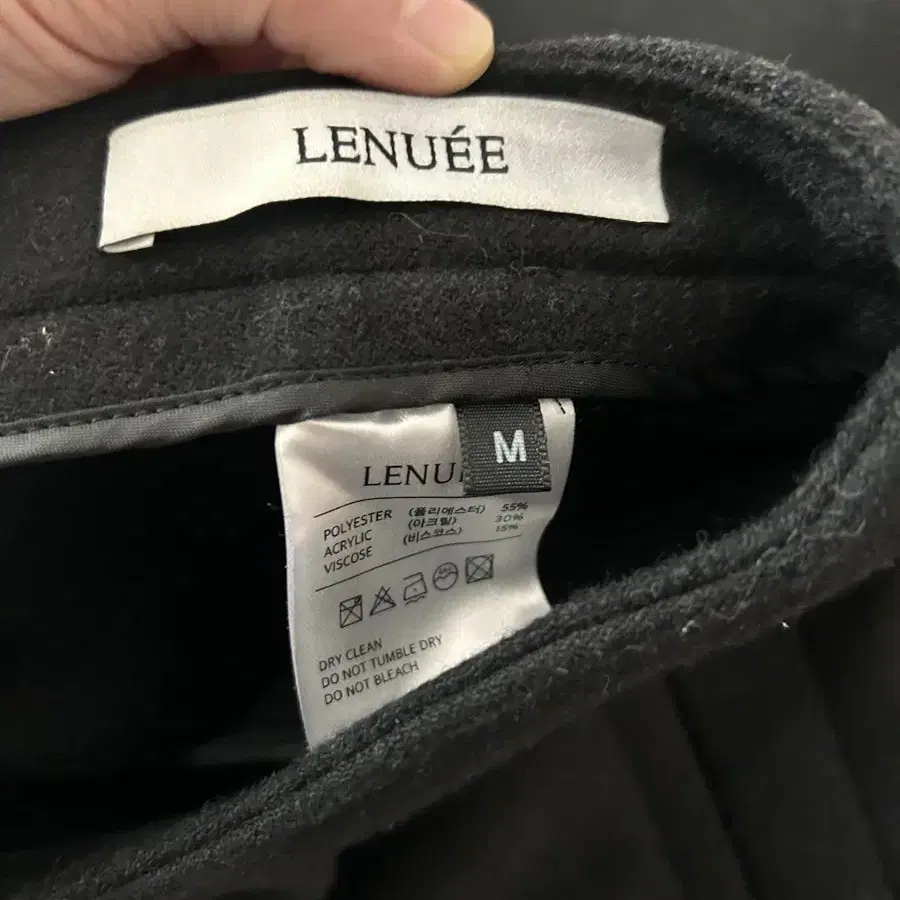 LENUÉE
M
LENU
POLYESTER (폴리에스터) 55%
ACRYLIC (아크릴) 30%
VISCOSE (비스코스) 15%
DRY CLEAN
DO NOT TUMBLE DRY
DO NOT BLEACH